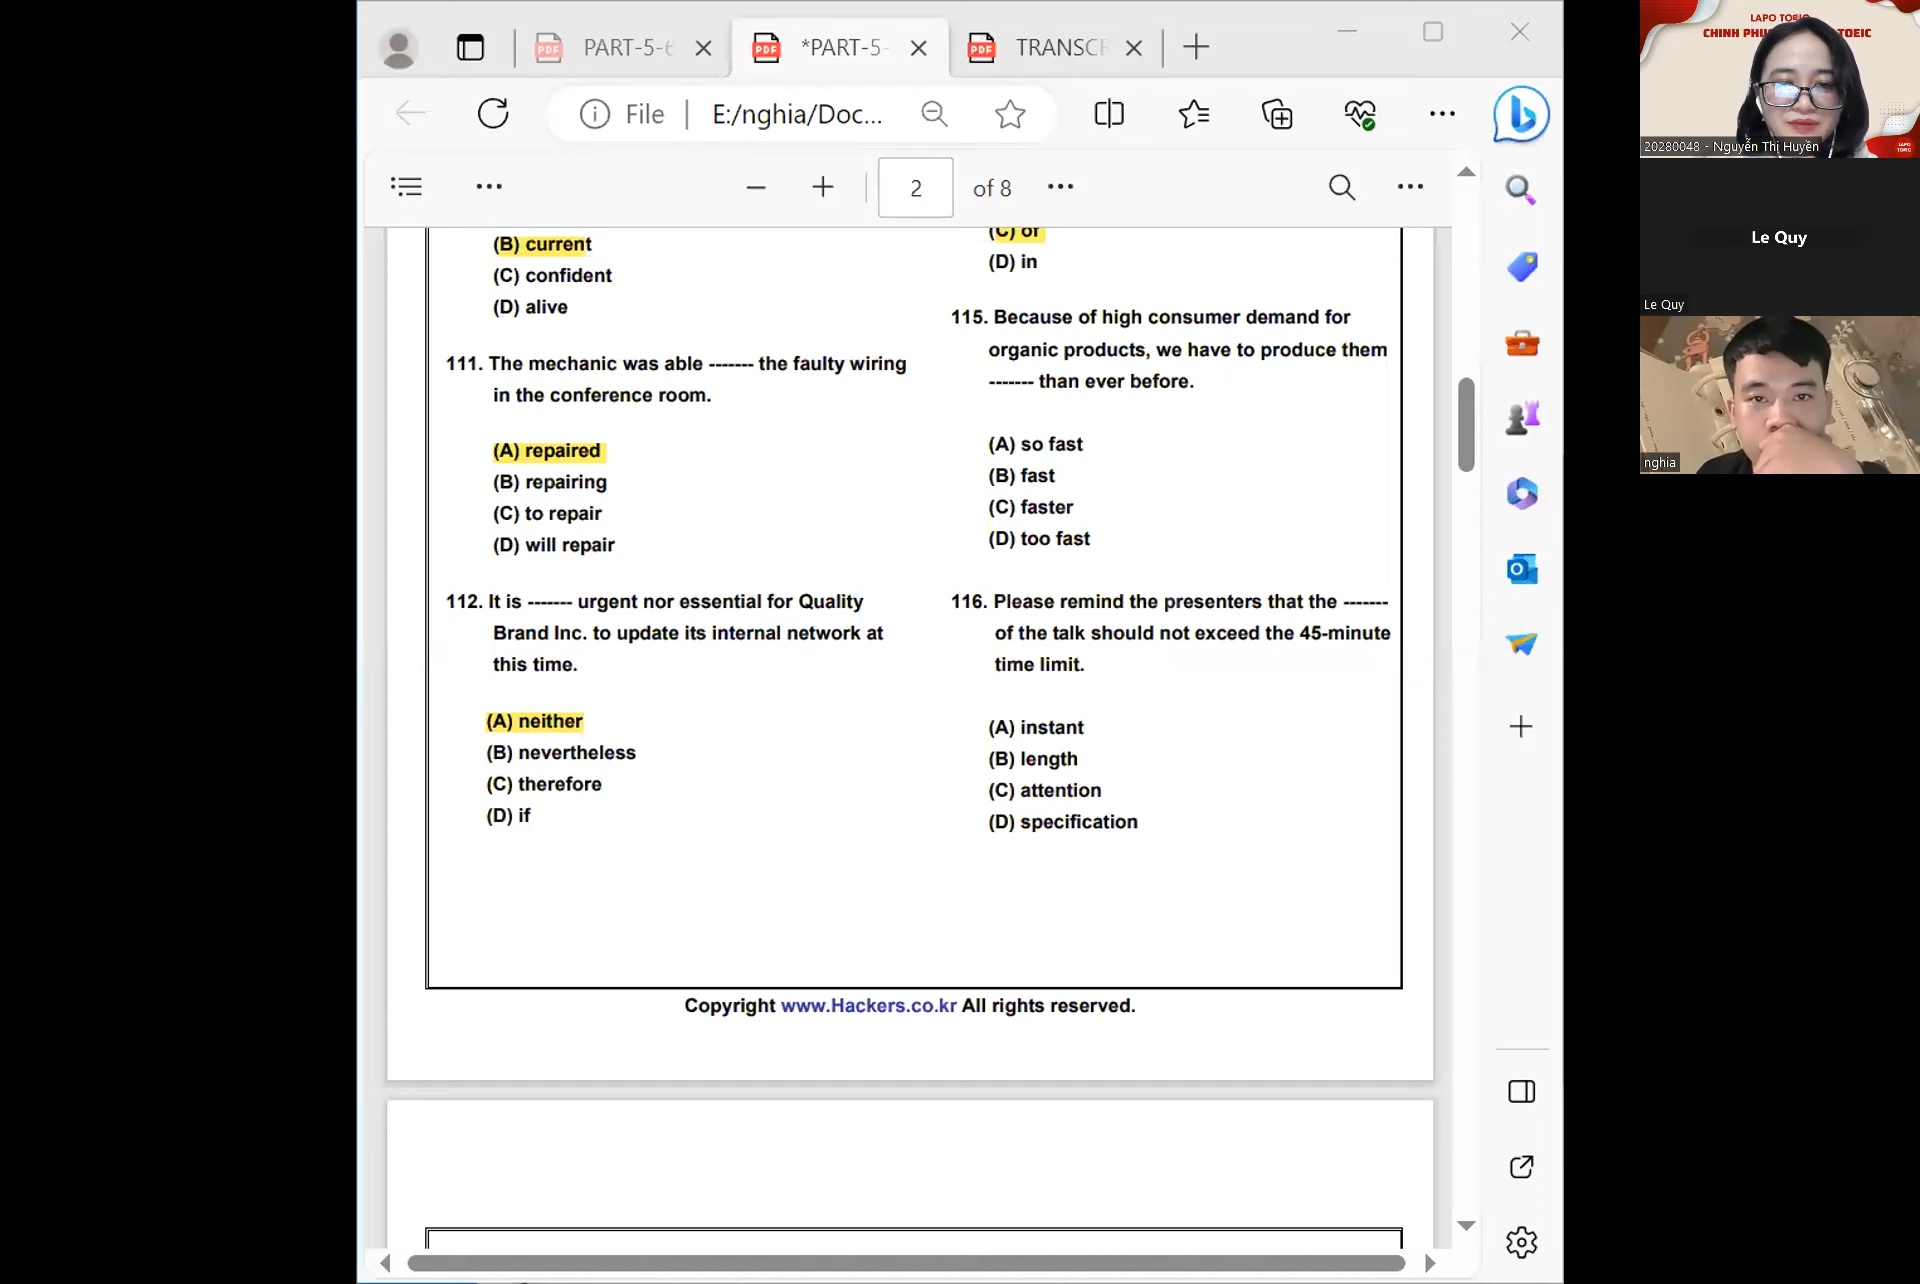 PART-5-6
*PART-5-
TRANSCR
File
E:/nghia/Doc...
2
of 8
(B) current
(C) confident
(D) alive
111. The mechanic was able ------- the faulty wiring
in the conference room.
(A) repaired
(B) repairing
(C) to repair
(D) will repair
112. It is ------- urgent nor essential for Quality
Brand Inc. to update its internal network at
this time.
(A) neither
(B) nevertheless
(C) therefore
(D) if
(C) of
(D) in
115. Because of high consumer demand for
organic products, we have to produce them
------- than ever before.
(A) so fast
(B) fast
(C) faster
(D) too fast
116. Please remind the presenters that the -------
of the talk should not exceed the 45-minute
time limit.
(A) instant
(B) length
(C) attention
(D) specification
Copyright www.Hackers.co.kr All rights reserved.
LAPO TOEIC
CHINH PHỤ TOEIC
20280048 - Nguyễn Thị Huyền
LAPO
TOEIC
Le Quy
Le Quy
nghia